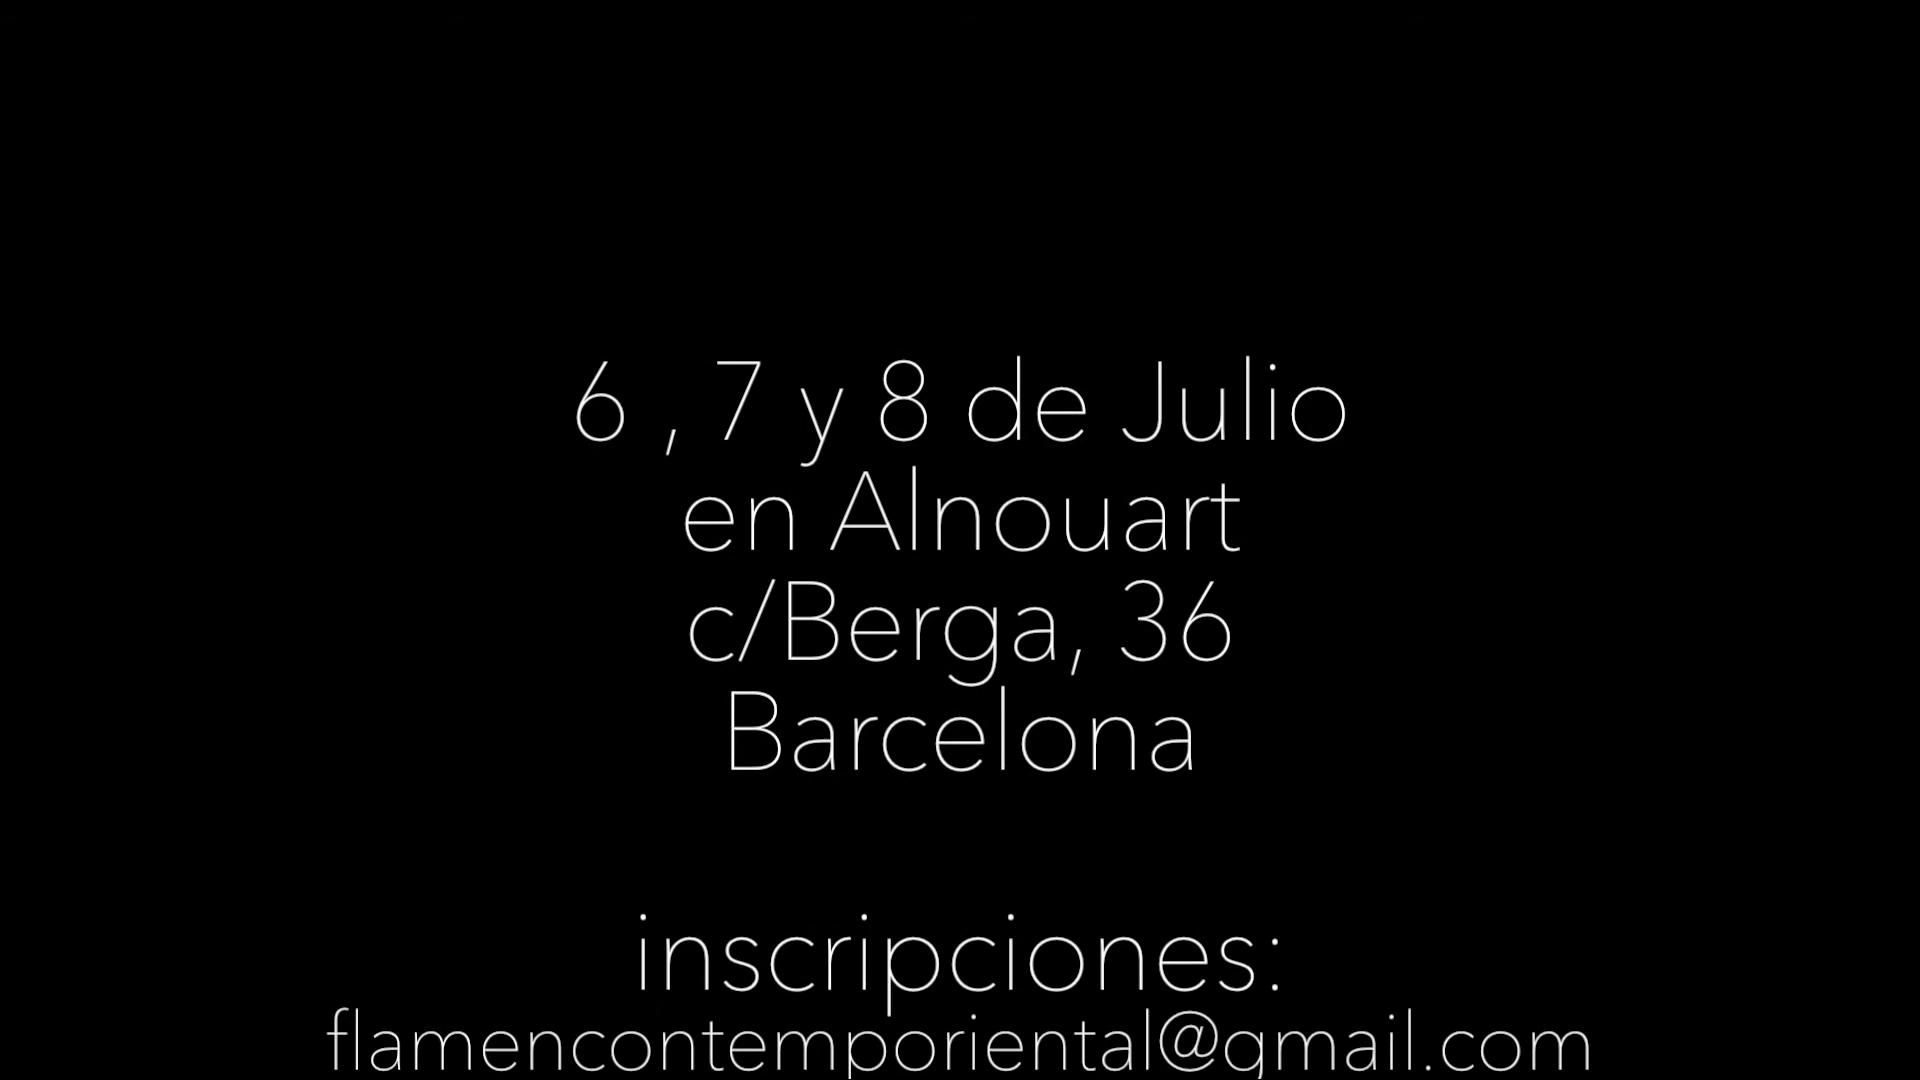 6 , 7 y 8 de Julio
en Alnouart
c/Berga, 36
Barcelona
inscripciones:
flamencontemporiental@gmail.com